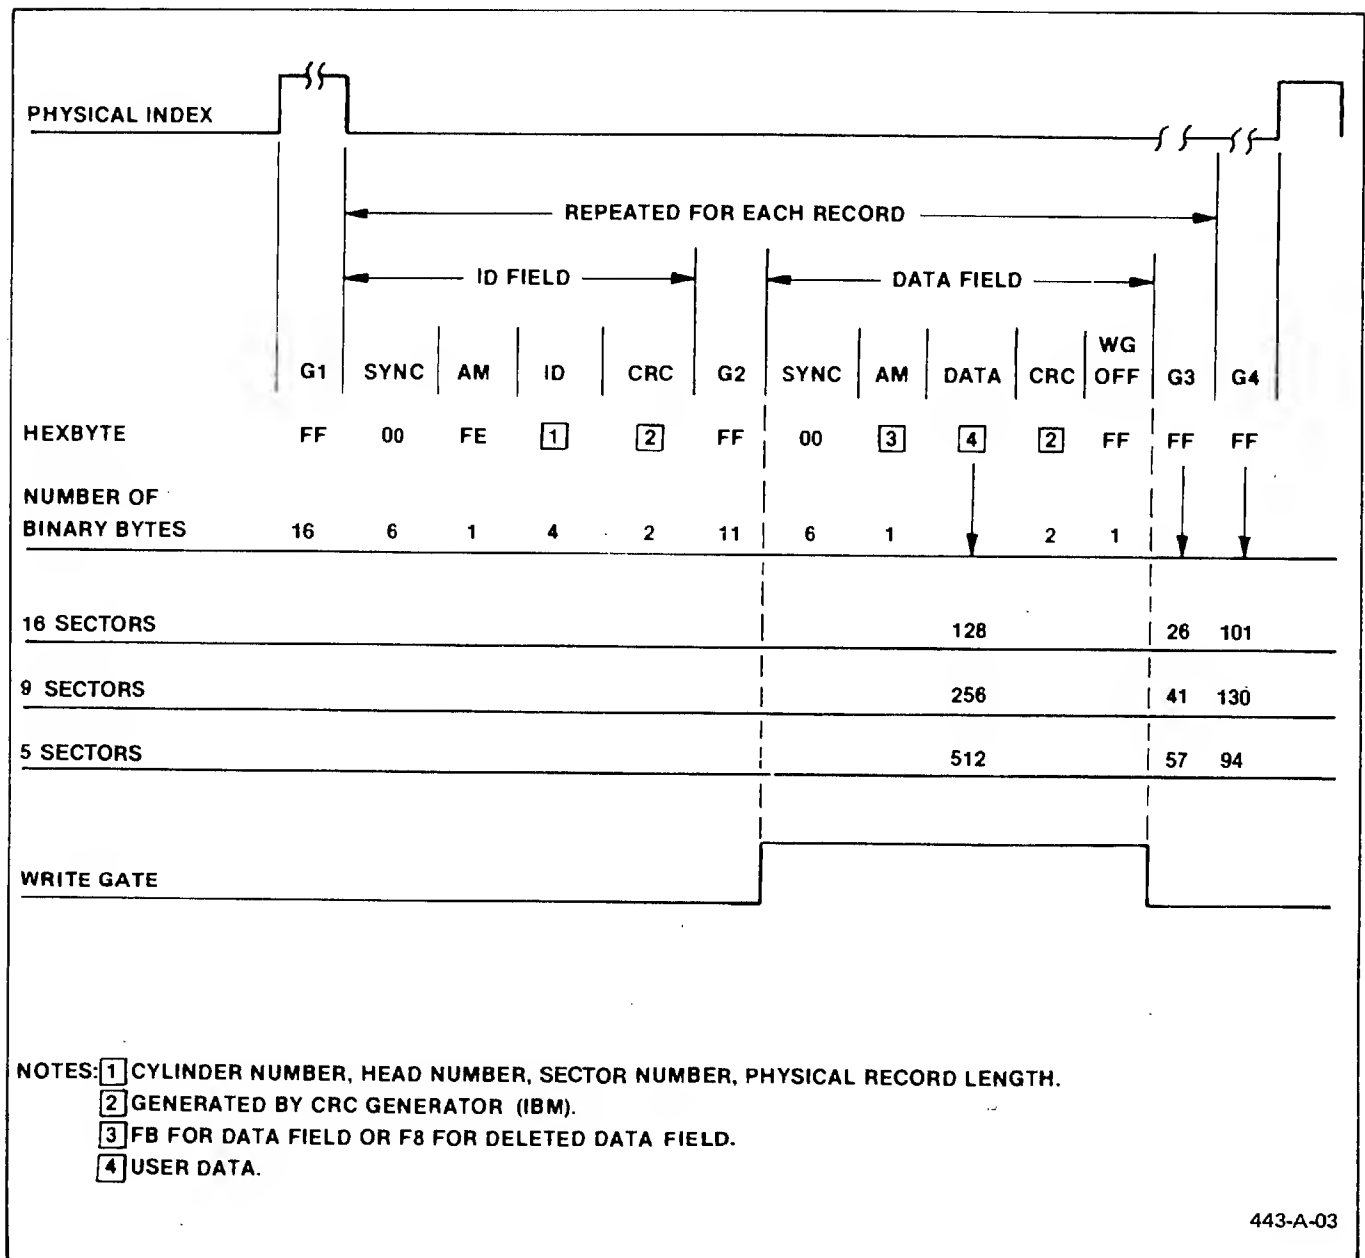 PHYSICAL INDEX
REPEATED FOR EACH RECORD
ID FIELD DATA FIELD
G1 SYNC AM ID CRC G2 SYNC AM DATA CRC WG OFF G3 G4
HEXBYTE FF 00 FE 1 2 FF 00 3 4 2 FF FF FF
NUMBER OF
BINARY BYTES 16 6 1 4 2 11 6 1 2 1
16 SECTORS 128 26 101
9 SECTORS 256 41 130
5 SECTORS 512 57 94
WRITE GATE
NOTES: 1 CYLINDER NUMBER, HEAD NUMBER, SECTOR NUMBER, PHYSICAL RECORD LENGTH.
2 GENERATED BY CRC GENERATOR (IBM).
3 FB FOR DATA FIELD OR F8 FOR DELETED DATA FIELD.
4 USER DATA.
443-A-03